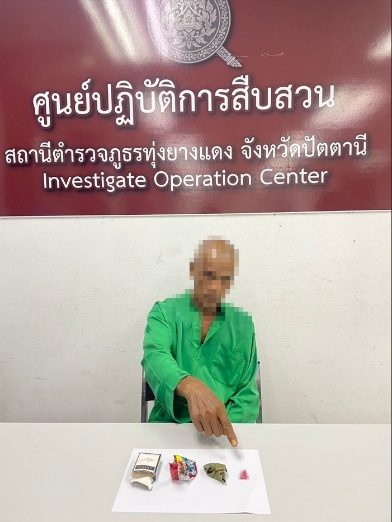 ศูนย์ปฏิบัติการสืบสวน
สถานีตำรวจภูธรทุ่งยางแดง จังหวัดปัตตานี
Investigate Operation Center